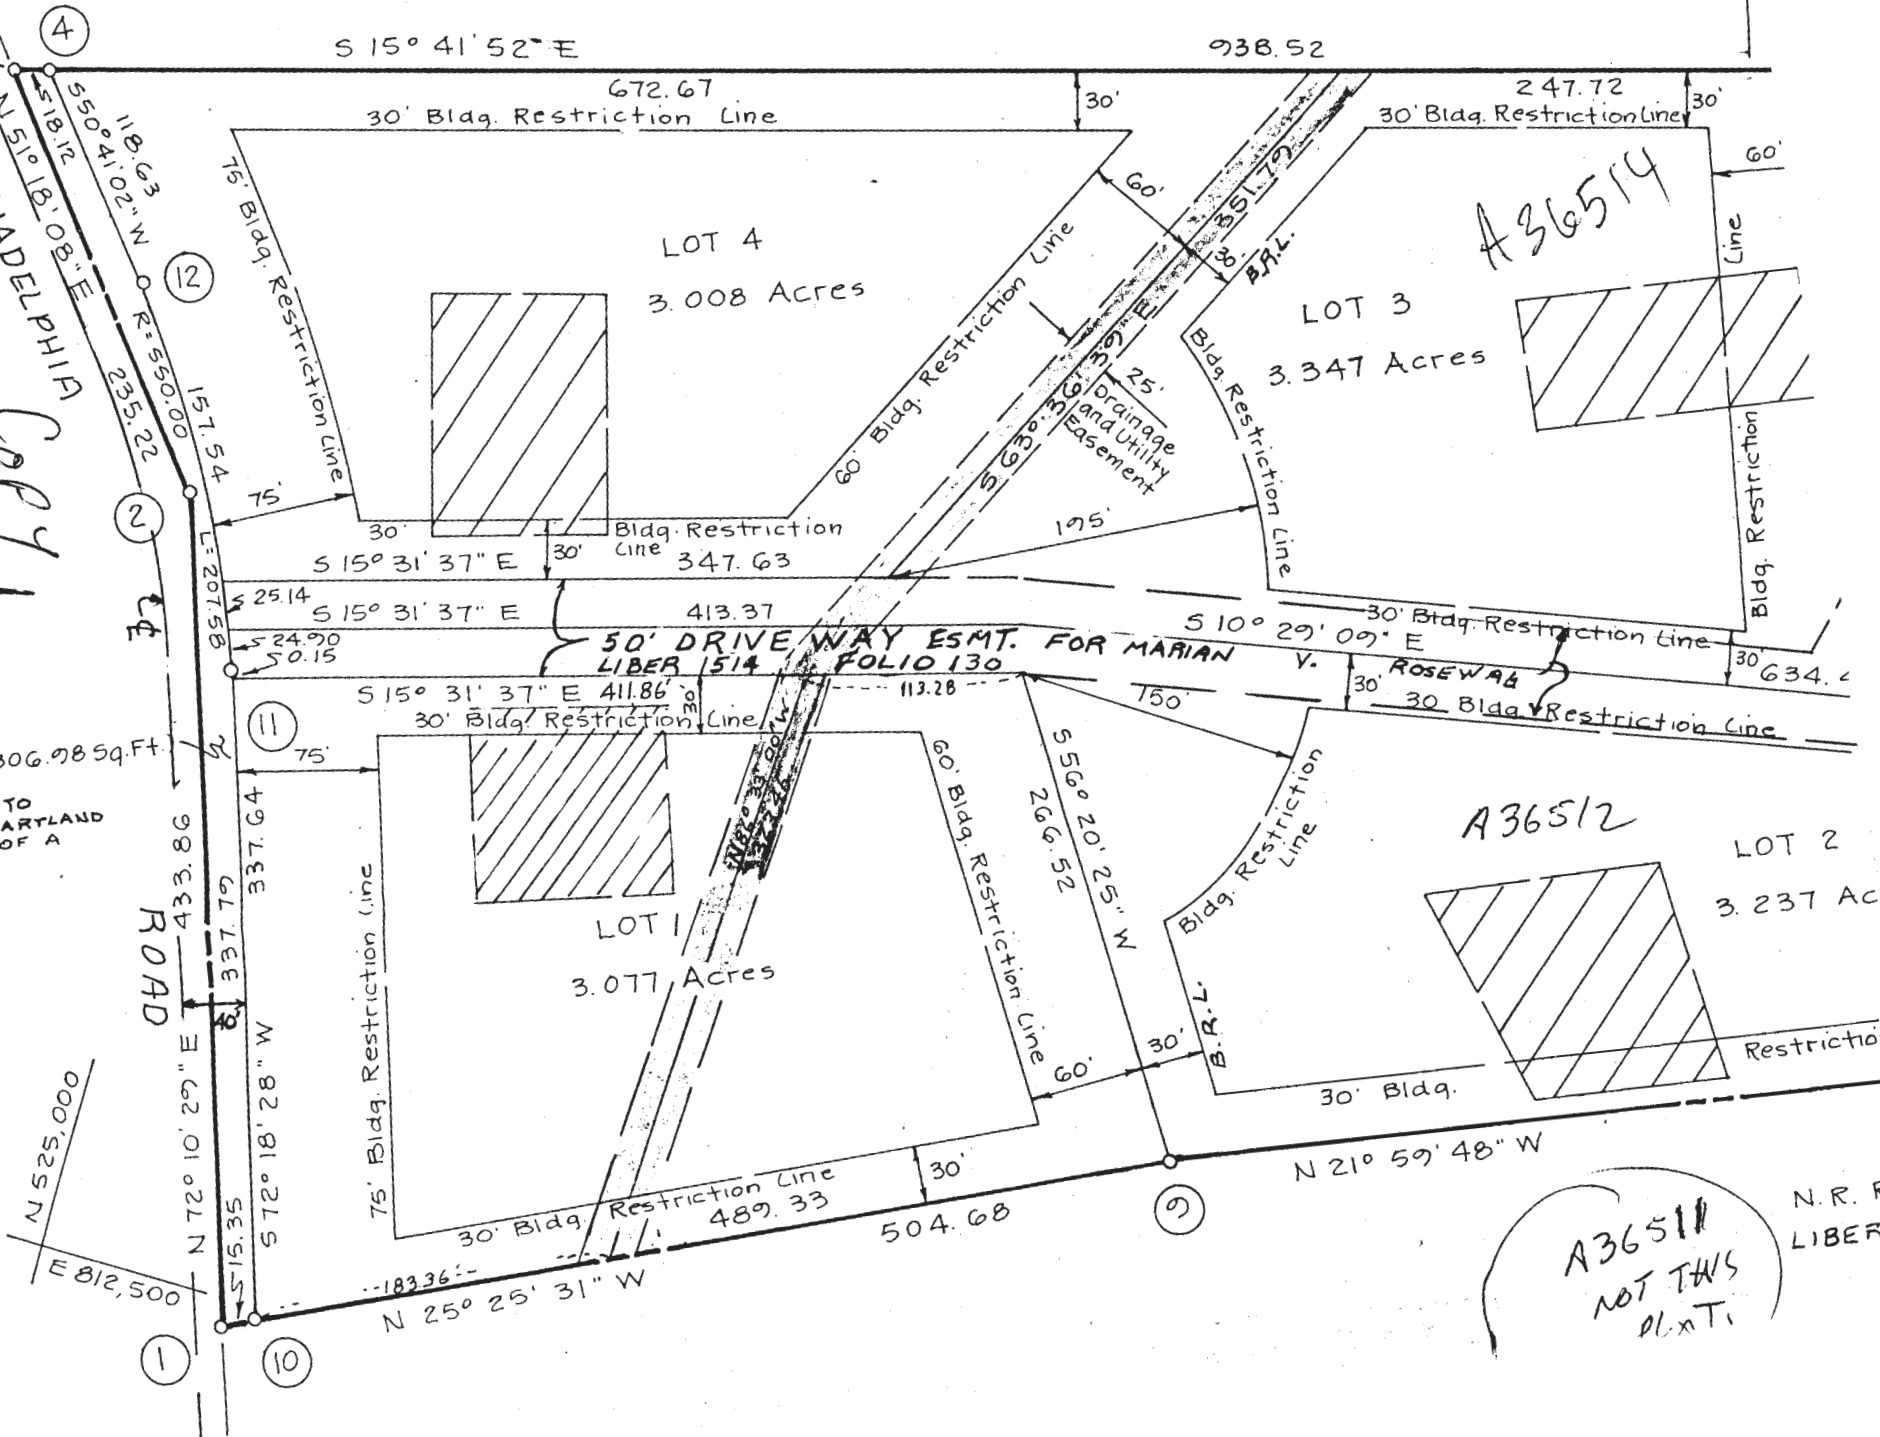 4
S 15° 41' 52" E
938.52
672.67
30'
247.72
30'
30' Bldg. Restriction Line
30' Bldg. Restriction Line
60'
S 18.12
N 51° 18' 08" E
118.63
S 50° 41' 02" W
75' Bldg. Restriction Line
12
R = 550.00
157.54
L = 207.58
235.22
2
LOT 4
3.008 Acres
60' Bldg. Restriction Line
60'
30'
B.R.L.
351.79
S 63° 36' 39" E
25'
Drainage
and Utility
Easement
A36514
LOT 3
3.347 Acres
Bldg. Restriction Line
Bldg. Restriction Line
195'
75'
30'
Bldg. Restriction
Line
30'
S 15° 31' 37" E
347.63
S 25.14
S 15° 31' 37" E
413.37
S 24.90
S 0.15
50' DRIVE WAY ESMT. FOR MARIAN V. ROSEWAG
LIBER 1514 FOLIO 130
S 10° 29' 09" E
30' Bldg. Restriction Line
30'
634.
S 15° 31' 37" E
411.86'
30'
113.28
150'
30'
30 Bldg. Restriction Line
30' Bldg. Restriction Line
11
75'
306.98 Sq. Ft.
TO
ARTLAND
OF A
ADELPHIA
ROAD
Copy
433.86
N 72° 10' 29" E
337.79
337.64
S 72° 18' 28" W
S 15.35
75' Bldg. Restriction Line
LOT 1
3.077 Acres
60' Bldg. Restriction Line
S 56° 20' 25" W
266.52
60'
30'
B.R.L.
Bldg. Restriction
Line
A36512
LOT 2
3.237 Ac
30' Bldg.
Restrictio
30' Bldg. Restriction Line
30'
489.33
504.68
183.36
N 25° 25' 31" W
9
N 21° 59' 48" W
N 525,000
E 812,500
1
10
A36511
NOT THIS
N.R.
LIBER